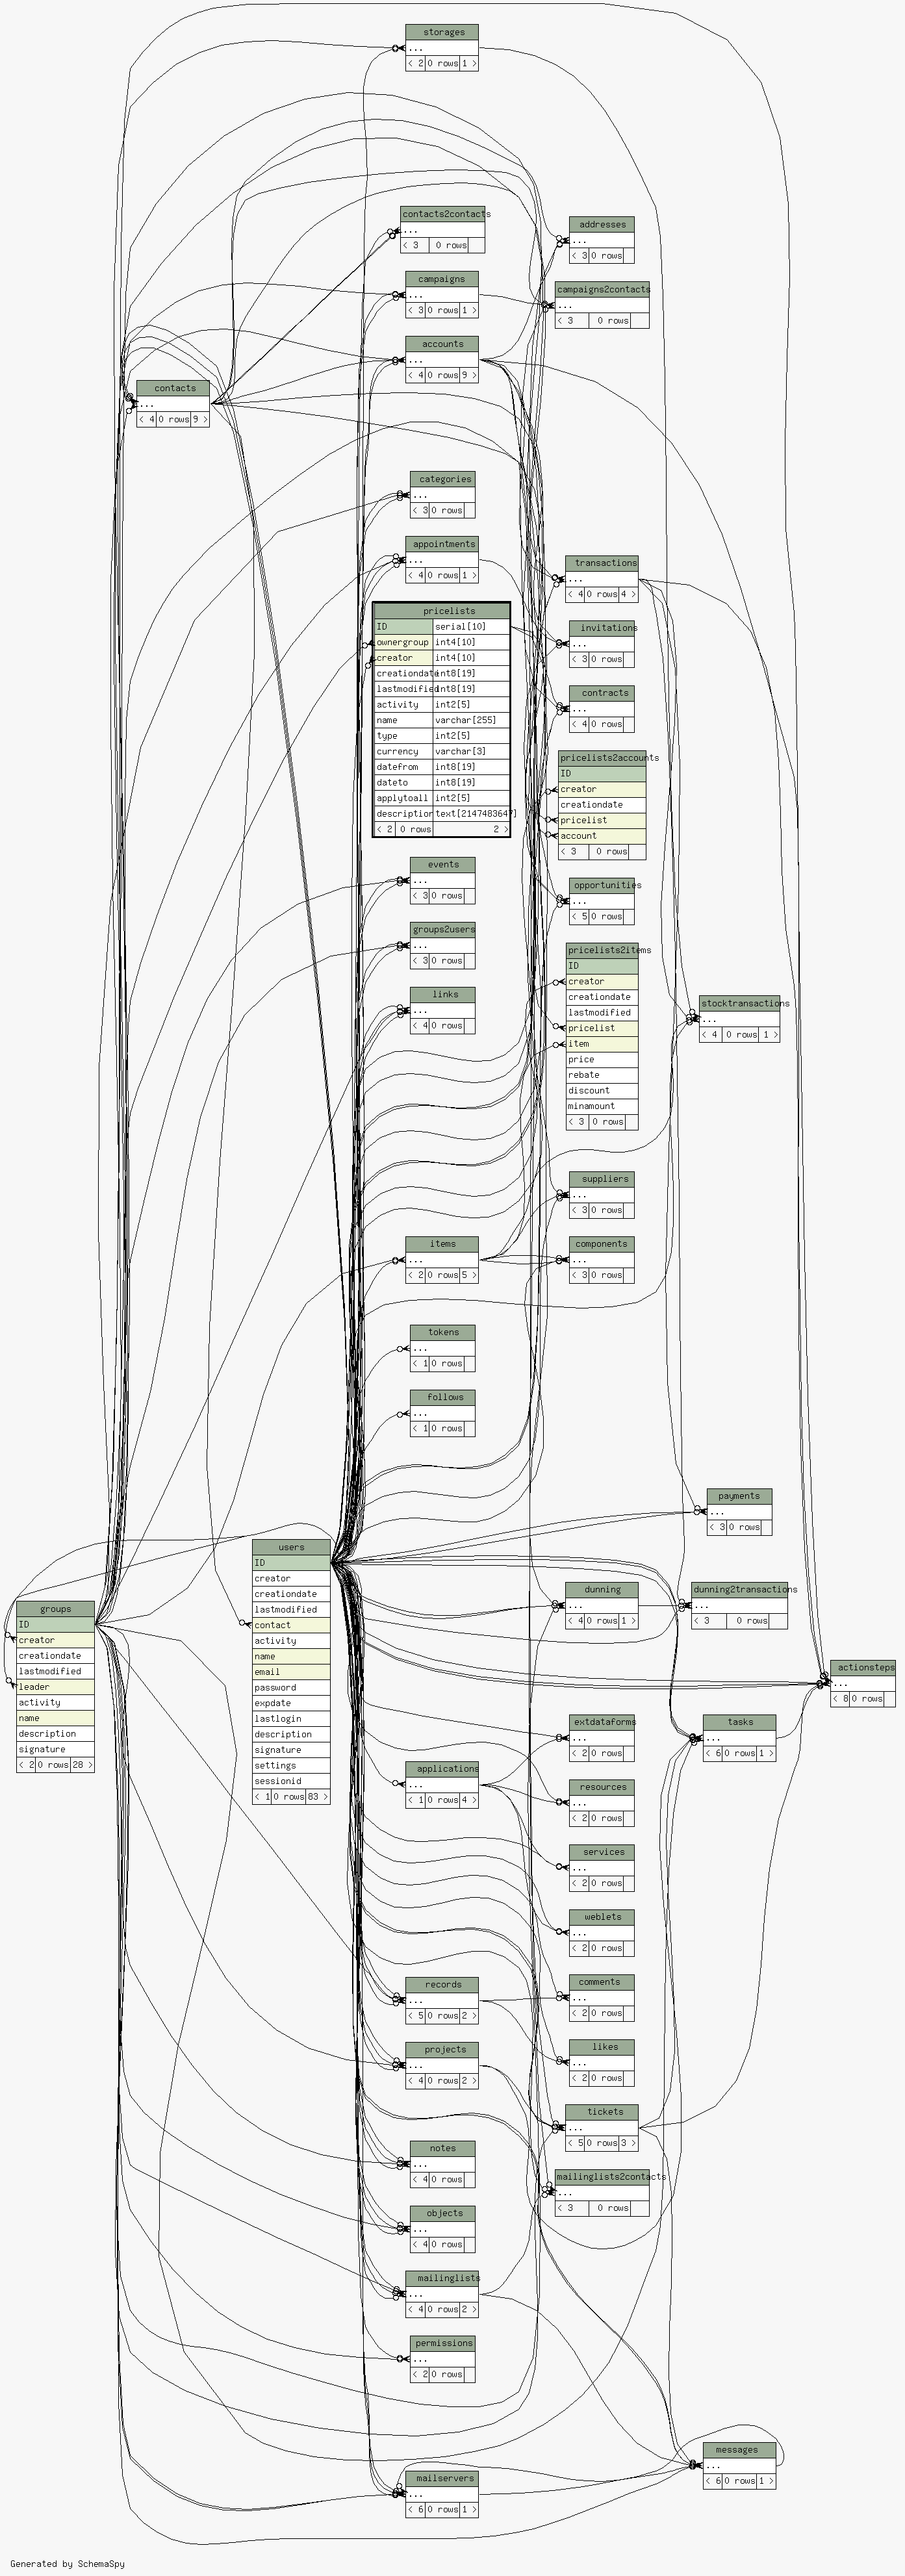 storages
...
< 2 0 rows 1 >
contacts2contacts
...
< 3 0 rows
addresses
...
< 3 0 rows
campaigns
...
< 3 0 rows 1 >
campaigns2contacts
...
< 3 0 rows
accounts
...
< 4 0 rows 9 >
contacts
...
< 4 0 rows 9 >
categories
...
< 3 0 rows
appointments
...
< 4 0 rows 1 >
transactions
...
< 4 0 rows 4 >
pricelists
ID serial[10]
ownergroup int4[10]
creator int4[10]
creationdate int8[19]
lastmodified int8[19]
activity int2[5]
name varchar[255]
type int2[5]
currency varchar[3]
datefrom int8[19]
dateto int8[19]
applytoall int2[5]
description text[2147483647]
< 2 0 rows 2 >
invitations
...
< 3 0 rows
contracts
...
< 4 0 rows
pricelists2accounts
ID
creator
creationdate
pricelist
account
< 3 0 rows
events
...
< 3 0 rows
opportunities
...
< 5 0 rows
groups2users
...
< 3 0 rows
pricelists2items
ID
creator
creationdate
lastmodified
pricelist
item
price
rebate
discount
minamount
< 3 0 rows
links
...
< 4 0 rows
stocktransactions
...
< 4 0 rows 1 >
suppliers
...
< 3 0 rows
items
...
< 2 0 rows 5 >
components
...
< 3 0 rows
tokens
...
< 1 0 rows
follows
...
< 1 0 rows
payments
...
< 3 0 rows
users
ID
creator
creationdate
lastmodified
contact
activity
name
email
password
expdate
lastlogin
description
signature
settings
sessionid
< 1 0 rows 83 >
dunning
...
< 4 0 rows 1 >
dunning2transactions
...
< 3 0 rows
groups
ID
creator
creationdate
lastmodified
leader
activity
name
description
signature
< 2 0 rows 28 >
actionsteps
...
< 8 0 rows
extdataforms
...
< 2 0 rows
tasks
...
< 6 0 rows 1 >
applications
...
< 1 0 rows 4 >
resources
...
< 2 0 rows
services
...
< 2 0 rows
weblets
...
< 2 0 rows
records
...
< 5 0 rows 2 >
comments
...
< 2 0 rows
projects
...
< 4 0 rows 2 >
likes
...
< 2 0 rows
tickets
...
< 5 0 rows 3 >
notes
...
< 4 0 rows
mailinglists2contacts
...
< 3 0 rows
objects
...
< 4 0 rows
mailinglists
...
< 4 0 rows 2 >
permissions
...
< 2 0 rows
messages
...
< 6 0 rows 1 >
mailservers
...
< 6 0 rows 1 >
Generated by SchemaSpy